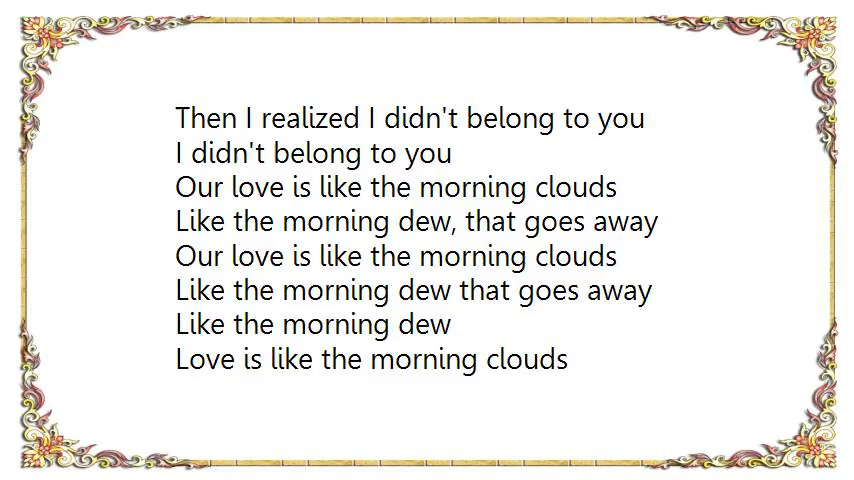 Then I realized I didn't belong to you
I didn't belong to you
Our love is like the morning clouds
Like the morning dew, that goes away
Our love is like the morning clouds
Like the morning dew that goes away
Like the morning dew
Love is like the morning clouds